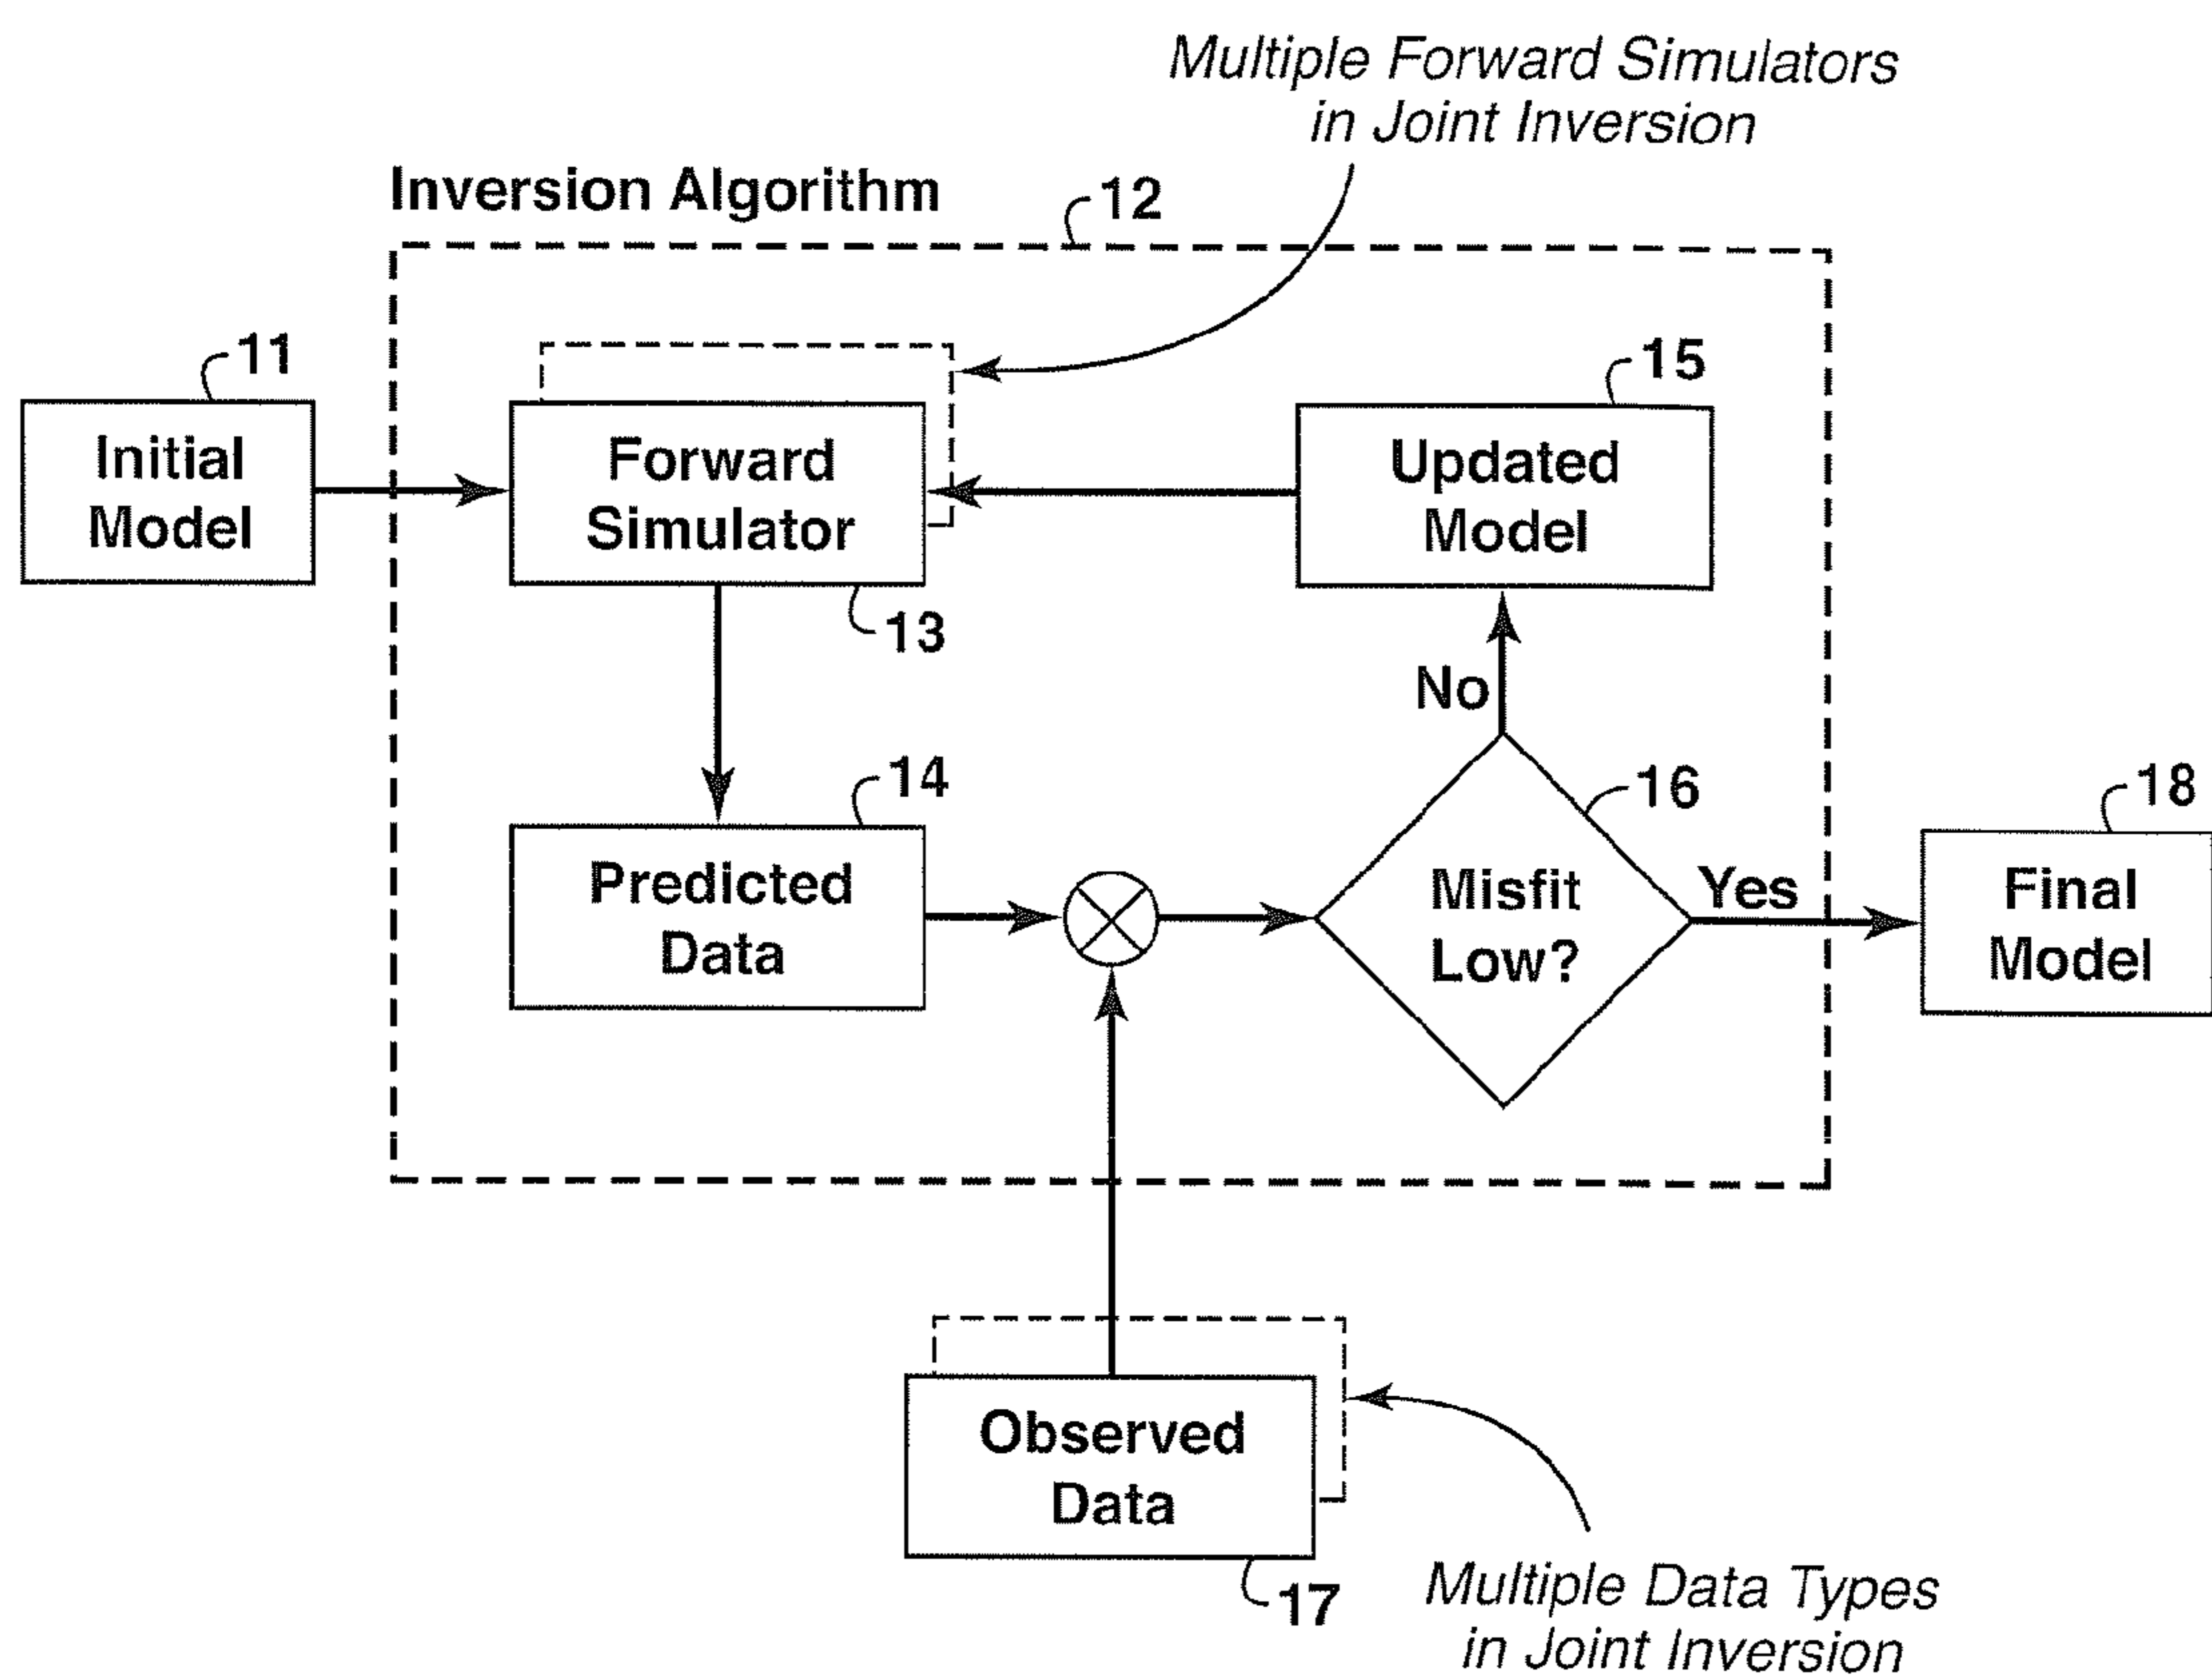 Multiple Forward Simulators
in Joint Inversion
Inversion Algorithm
12
11
Initial
Model
Forward
Simulator
13
15
Updated
Model
No
14
Predicted
Data
16
Misfit
Low?
Yes
18
Final
Model
Observed
Data
17
Multiple Data Types
in Joint Inversion